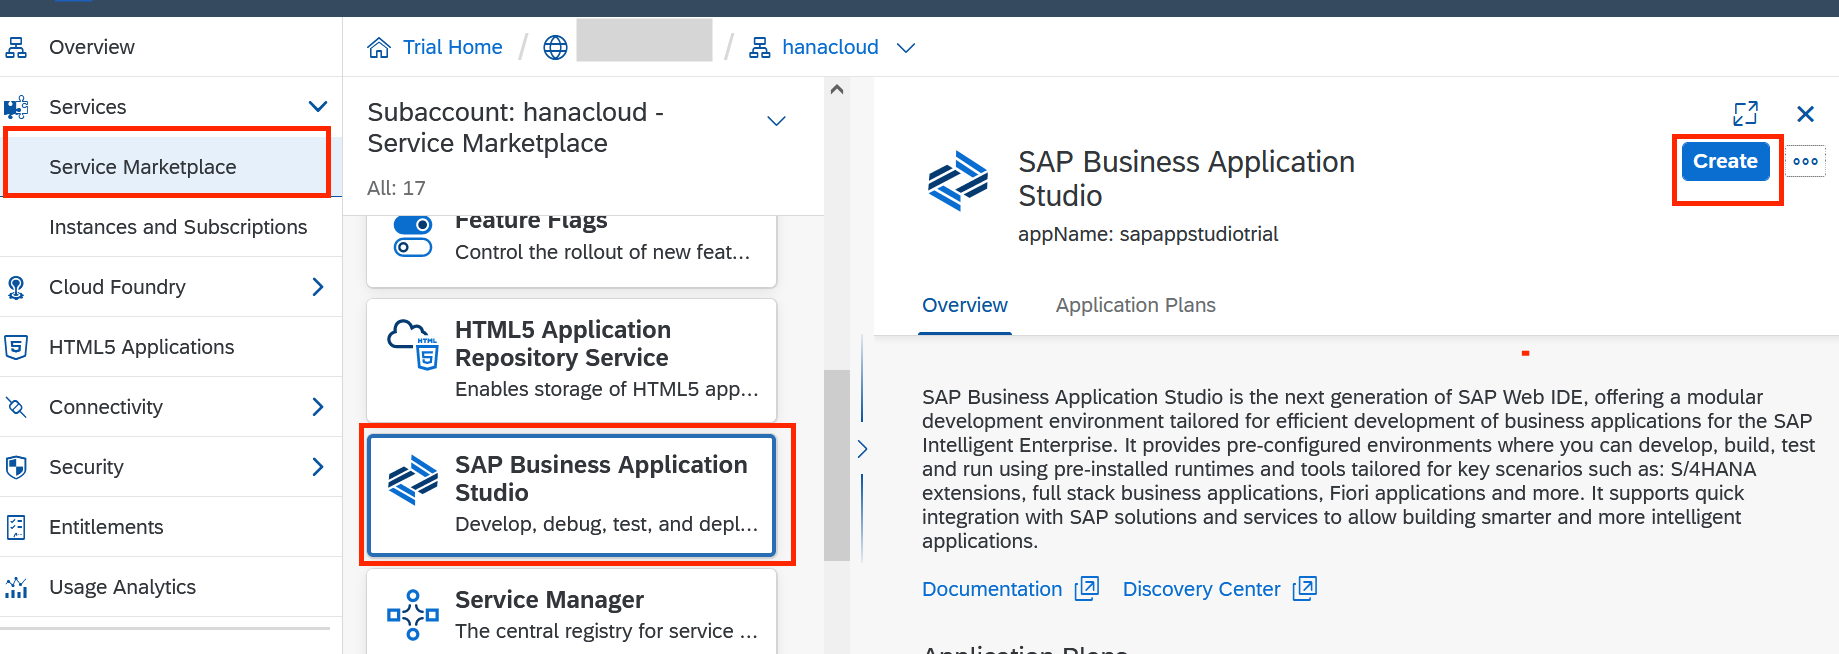 Overview
Services
Service Marketplace
Instances and Subscriptions
Cloud Foundry
HTML5 Applications
Connectivity
Security
Entitlements
Usage Analytics
Trial Home / / hanacloud
Subaccount: hanacloud -
Service Marketplace
All: 17
Feature Flags
Control the rollout of new feat...
HTML
5
HTML5 Application
Repository Service
Enables storage of HTML5 app...
SAP Business Application
Studio
Develop, debug, test, and depl...
Service Manager
The central registry for service ...
SAP Business Application
Studio
appName: sapappstudiotrial
Create
Overview Application Plans
SAP Business Application Studio is the next generation of SAP Web IDE, offering a modular
development environment tailored for efficient development of business applications for the SAP
Intelligent Enterprise. It provides pre-configured environments where you can develop, build, test
and run using pre-installed runtimes and tools tailored for key scenarios such as: S/4HANA
extensions, full stack business applications, Fiori applications and more. It supports quick
integration with SAP solutions and services to allow building smarter and more intelligent
applications.
Documentation Discovery Center
Application Plans